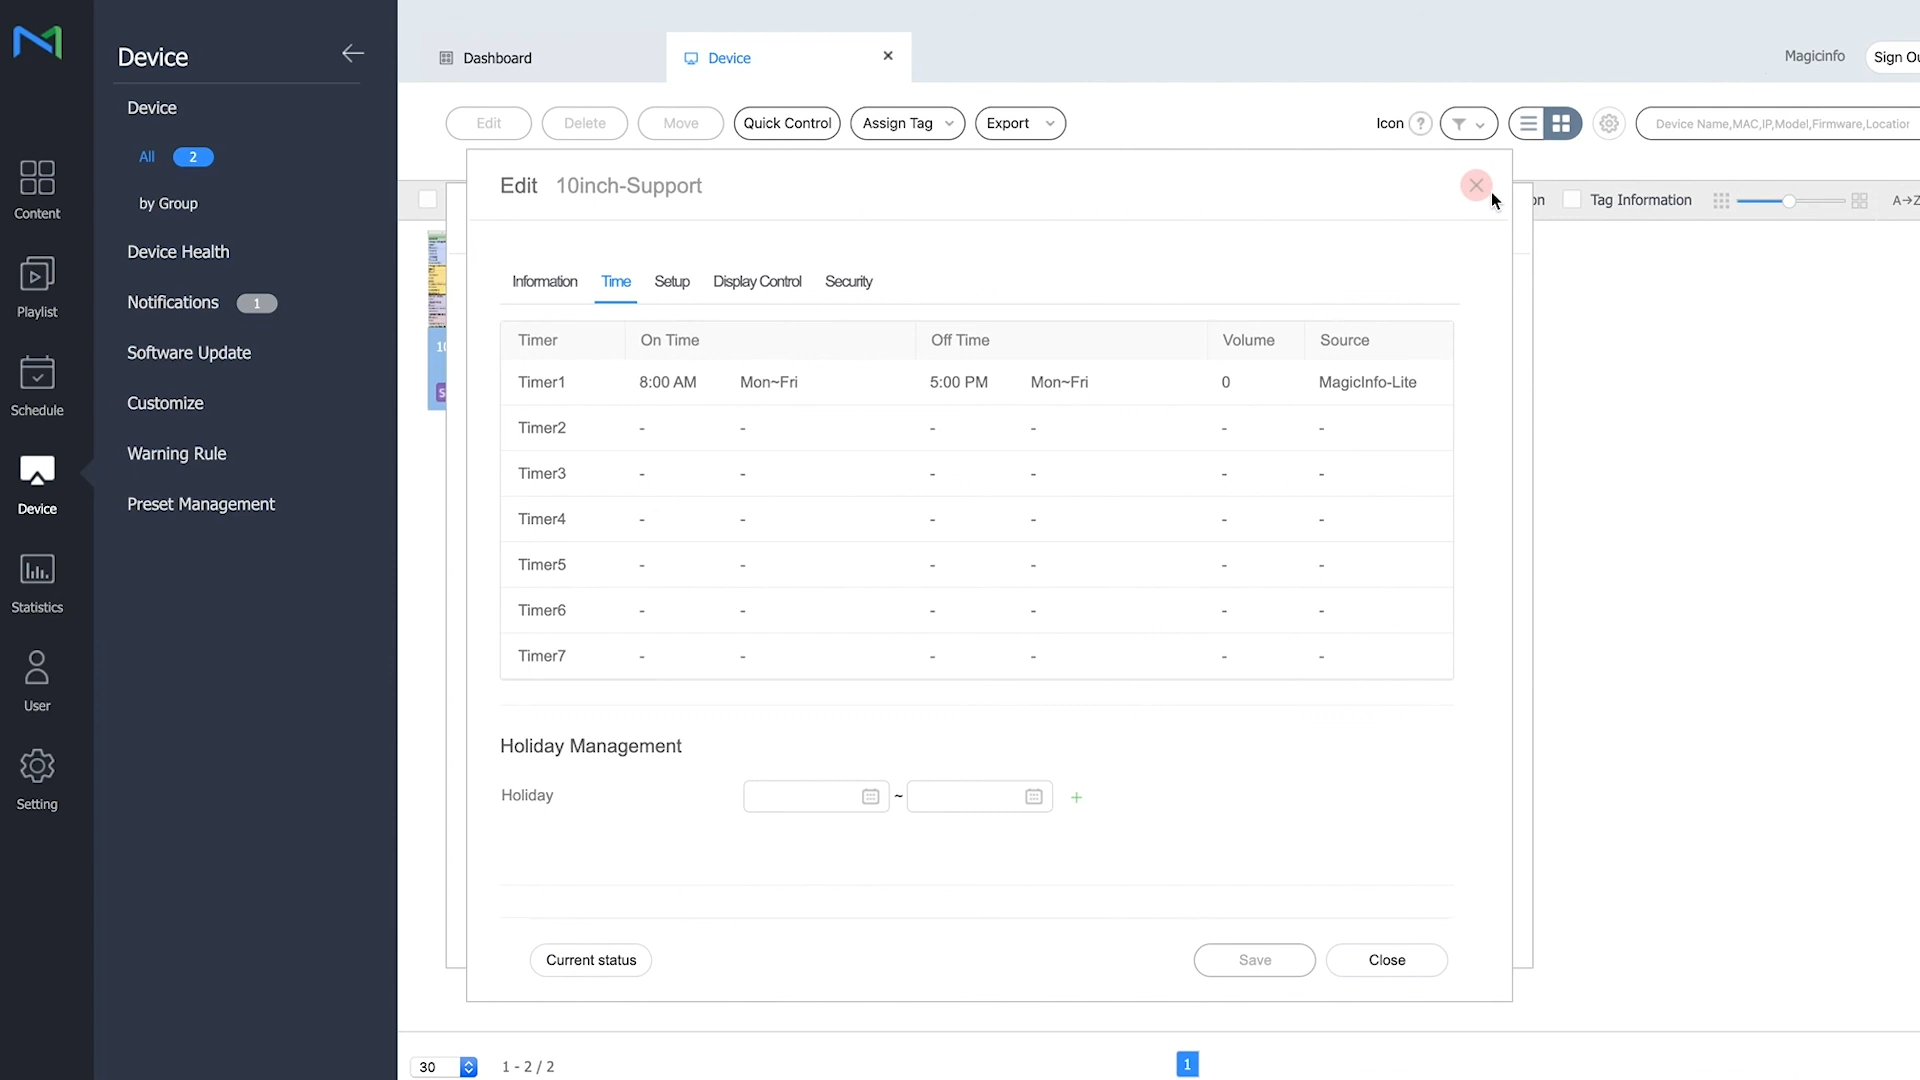 Device
Dashboard
Device
Magicinfo
Sign Ou
Device
All 2
by Group
Device Health
Notifications 1
Software Update
Customize
Warning Rule
Preset Management
Content
Playlist
Schedule
Device
Statistics
User
Setting
Edit Delete Move Quick Control Assign Tag Export
Icon ? Device Name,MAC,IP,Model,Firmware,Location
on Tag Information A→Z
Edit 10inch-Support
Information Time Setup Display Control Security
Timer On Time Off Time Volume Source
Timer1 8:00 AM Mon~Fri 5:00 PM Mon~Fri 0 MagicInfo-Lite
Timer2 - - - - - -
Timer3 - - - - - -
Timer4 - - - - - -
Timer5 - - - - - -
Timer6 - - - - - -
Timer7 - - - - - -
Holiday Management
Holiday ~ +
Current status Save Close
30 1 - 2 / 2 1